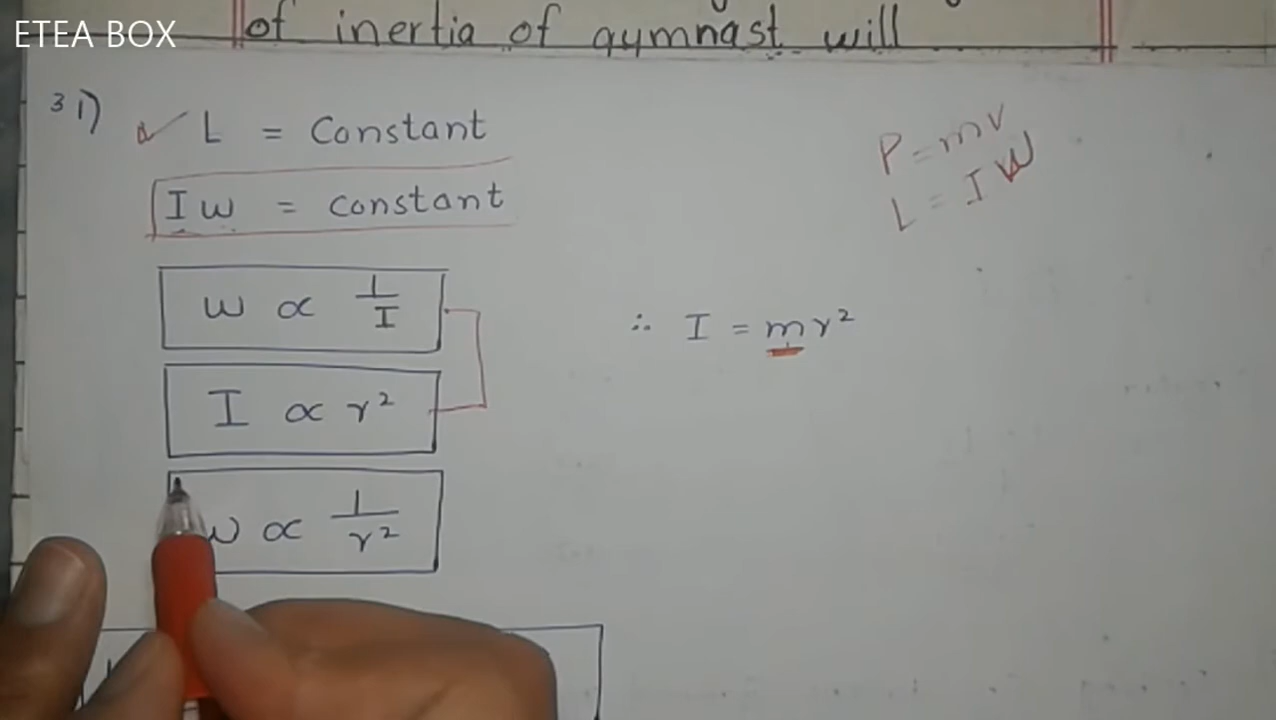 ETEA BOX
of inertia of gymnast will
31)
L = Constant
P = mv
L = Iω
Iω = constant
ω ∝ 1/I
∴ I = mr²
I ∝ r²
ω ∝ 1/r²